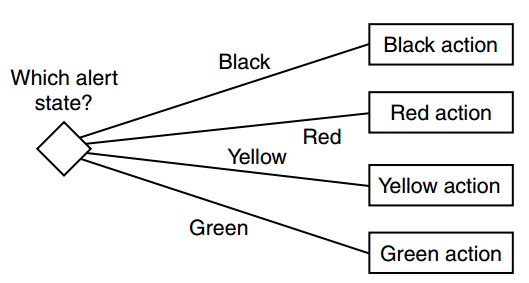 Which alert
state?
Black
Red
Yellow
Green
Black action
Red action
Yellow action
Green action